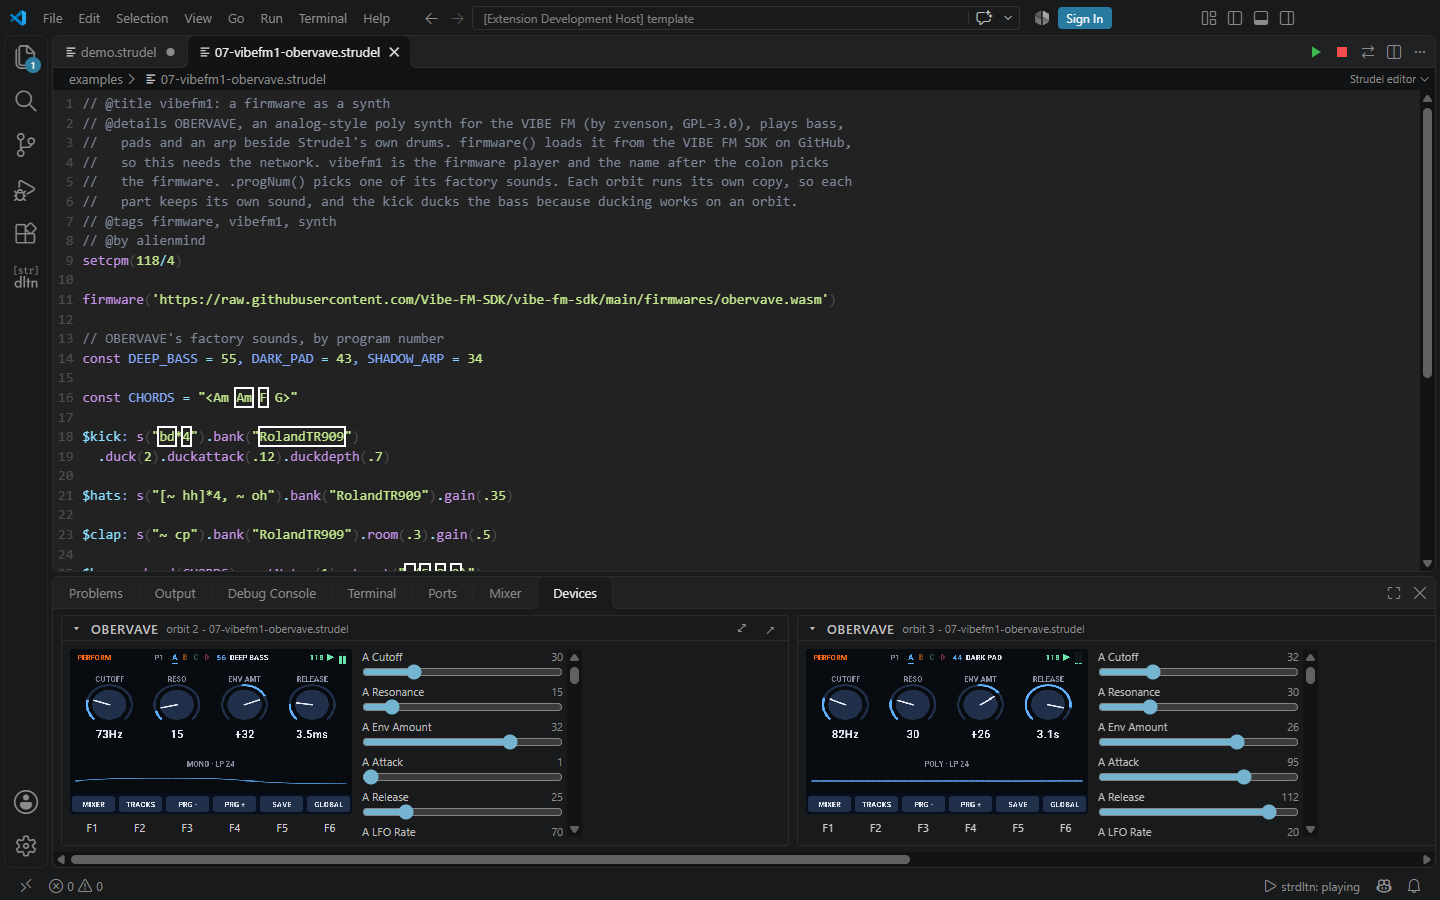 File Edit Selection View Go Run Terminal Help
[Extension Development Host] template
Sign In
1
[str]
dltn
demo.strudel
07-vibefm1-obervave.strudel
examples > 07-vibefm1-obervave.strudel
Strudel editor
1 // @title vibefm1: a firmware as a synth
2 // @details OBERVAVE, an analog-style poly synth for the VIBE FM (by zvenson, GPL-3.0), plays bass,
3 //   pads and an arp beside Strudel's own drums. firmware() loads it from the VIBE FM SDK on GitHub,
4 //   so this needs the network. vibefm1 is the firmware player and the name after the colon picks
5 //   the firmware. .progNum() picks one of its factory sounds. Each orbit runs its own copy, so each
6 //   part keeps its own sound, and the kick ducks the bass because ducking works on an orbit.
7 // @tags firmware, vibefm1, synth
8 // @by alienmind
9 setcpm(118/4)
10
11 firmware('https://raw.githubusercontent.com/Vibe-FM-SDK/vibe-fm-sdk/main/firmwares/obervave.wasm')
12
13 // OBERVAVE's factory sounds, by program number
14 const DEEP_BASS = 55, DARK_PAD = 43, SHADOW_ARP = 34
15
16 const CHORDS = "<Am Am F G>"
17
18 $kick: s("bd*4").bank("RolandTR909")
19   .duck(2).duckattack(.12).duckdepth(.7)
20
21 $hats: s("[~ hh]*4, ~ oh").bank("RolandTR909").gain(.35)
22
23 $clap: s("~ cp").bank("RolandTR909").room(.3).gain(.5)
24
Problems Output Debug Console Terminal Ports Mixer Devices
OBERVAVE orbit 2 - 07-vibefm1-obervave.strudel
PERFORM P1 A B C D 56 DEEP BASS 118
CUTOFF RESO ENV AMT RELEASE
73Hz 15 +32 3.5ms
MONO · LP 24
MIXER TRACKS PRG - PRG + SAVE GLOBAL
F1 F2 F3 F4 F5 F6
A Cutoff 30
A Resonance 15
A Env Amount 32
A Attack 1
A Release 25
A LFO Rate 70
OBERVAVE orbit 3 - 07-vibefm1-obervave.strudel
PERFORM P1 A B C D 44 DARK PAD 118
CUTOFF RESO ENV AMT RELEASE
82Hz 30 +26 3.1s
POLY · LP 24
MIXER TRACKS PRG - PRG + SAVE GLOBAL
F1 F2 F3 F4 F5 F6
A Cutoff 32
A Resonance 30
A Env Amount 26
A Attack 95
A Release 112
A LFO Rate 20
0 0
strdltn: playing